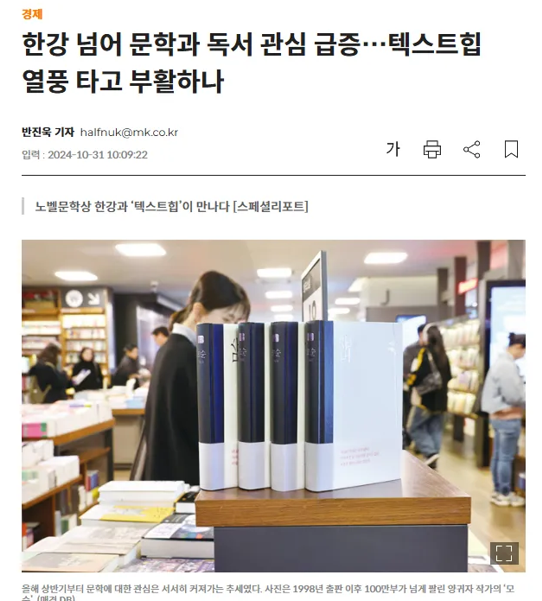 경제
한강 넘어 문학과 독서 관심 급증…텍스트힙
열풍 타고 부활하나
반진욱 기자 halfnuk@mk.co.kr
입력 : 2024-10-31 10:09:22
가
노벨문학상 한강과 ‘텍스트힙’이 만나다 [스페셜리포트]
올해 상반기부터 문학에 대한 관심은 서서히 커져가는 추세였다. 사진은 1998년 출판 이후 100만부가 넘게 팔린 양귀자 작가의 ‘모
순’. (매경 DB)